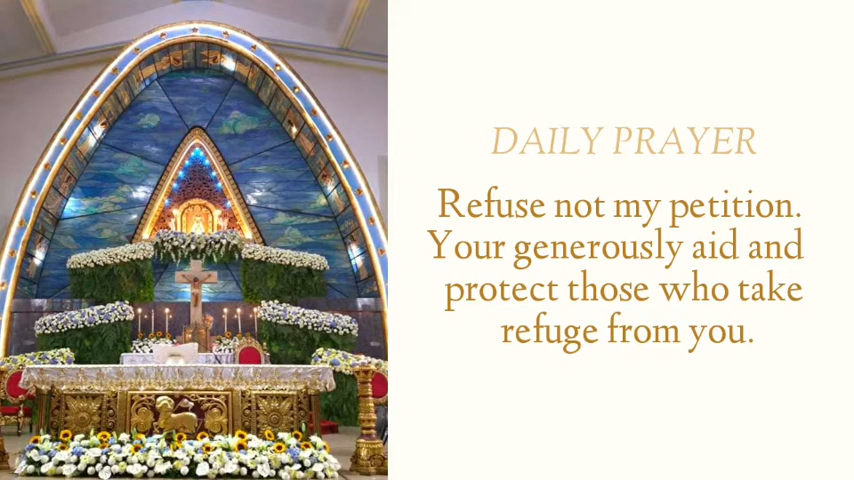 DAILY PRAYER
Refuse not my petition.
Your generously aid and
protect those who take
refuge from you.